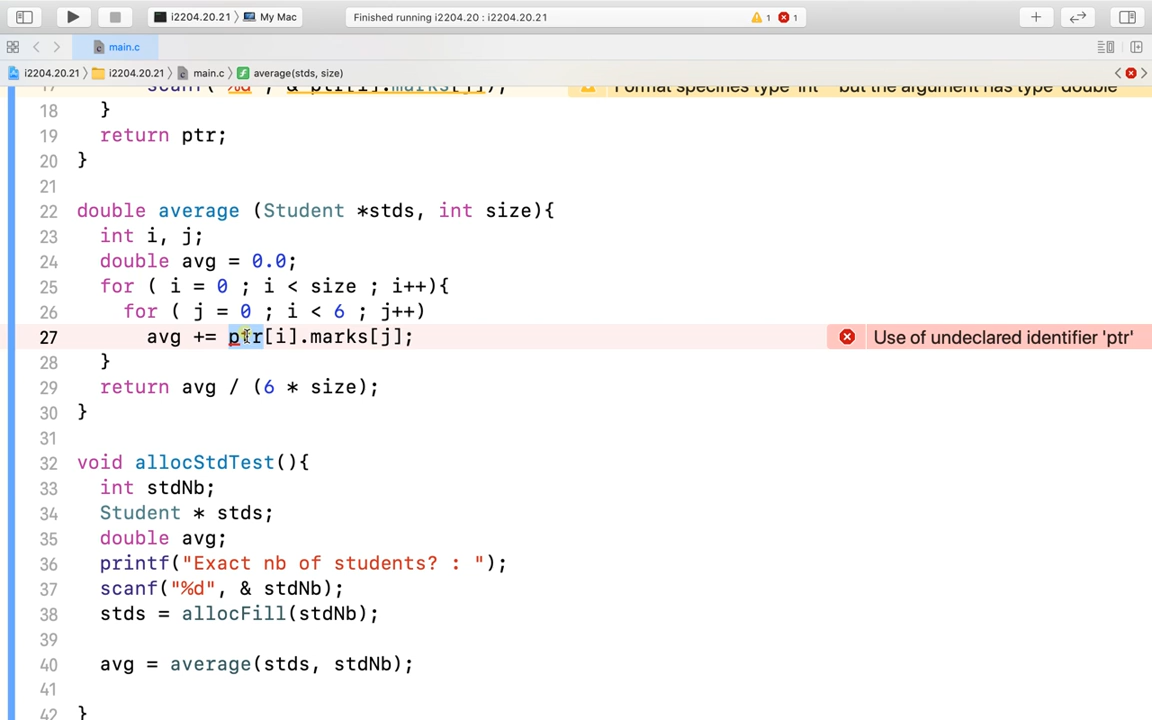 i2204.20.21 〉 My Mac
Finished running i2204.20 : i2204.20.21
1 1
main.c
i2204.20.21 〉 i2204.20.21 〉 main.c 〉 average(stds, size)
17 scanf("%d", & ptr[i].marks[j]); Format specifies type 'int *' but the argument has type 'double *'
18 }
19 return ptr;
20 }
21
22 double average (Student *stds, int size){
23 int i, j;
24 double avg = 0.0;
25 for ( i = 0 ; i < size ; i++){
26 for ( j = 0 ; i < 6 ; j++)
27 avg += ptr[i].marks[j]; Use of undeclared identifier 'ptr'
28 }
29 return avg / (6 * size);
30 }
31
32 void allocStdTest(){
33 int stdNb;
34 Student * stds;
35 double avg;
36 printf("Exact nb of students? : ");
37 scanf("%d", & stdNb);
38 stds = allocFill(stdNb);
39
40 avg = average(stds, stdNb);
41
42 }